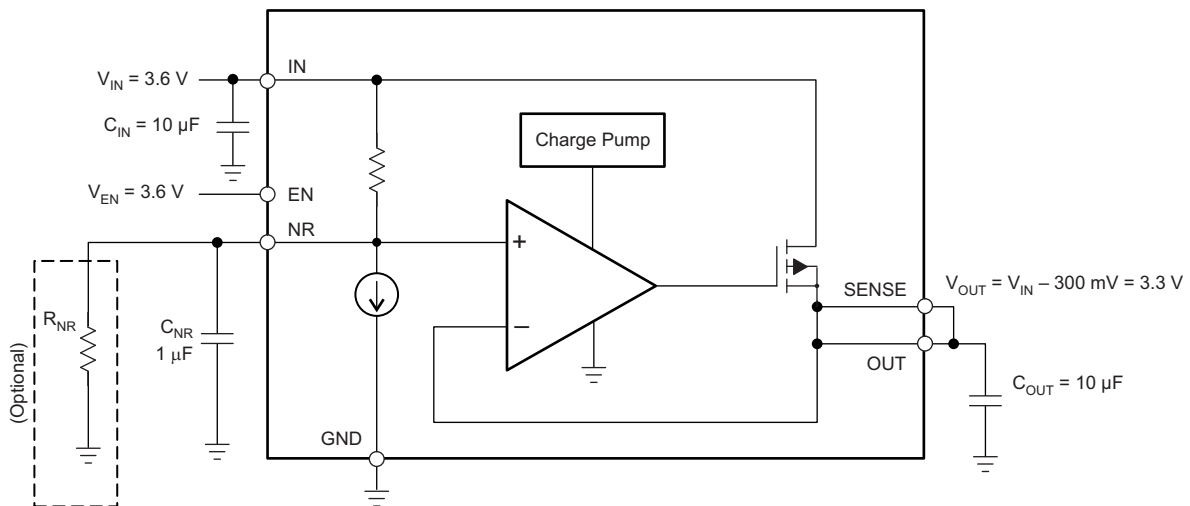 IN
V_IN = 3.6 V
C_IN = 10 µF
Charge Pump
V_EN = 3.6 V
EN
NR
+
SENSE
V_OUT = V_IN – 300 mV = 3.3 V
R_NR
C_NR
1 µF
–
OUT
(Optional)
C_OUT = 10 µF
GND